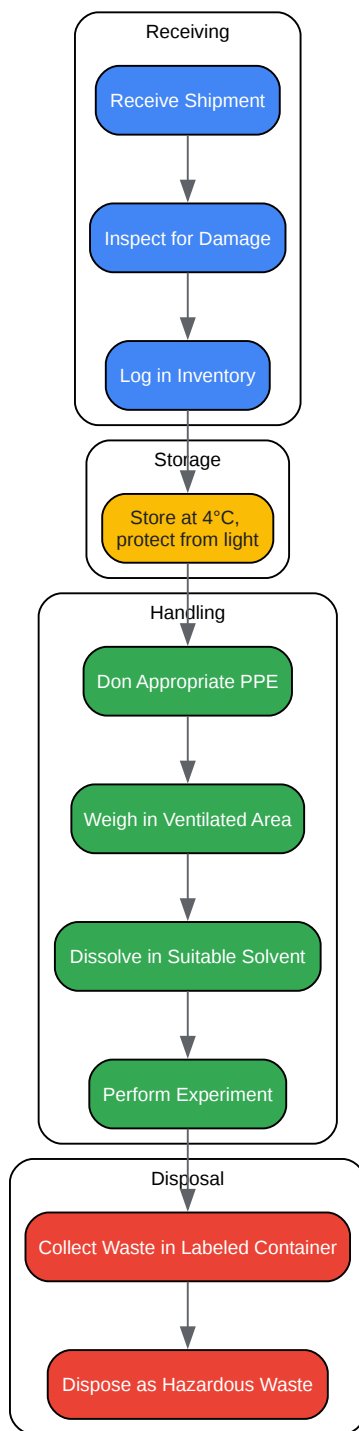 Receiving
Receive Shipment
Inspect for Damage
Log in Inventory
Storage
Store at 4°C,
protect from light
Handling
Don Appropriate PPE
Weigh in Ventilated Area
Dissolve in Suitable Solvent
Perform Experiment
Disposal
Collect Waste in Labeled Container
Dispose as Hazardous Waste